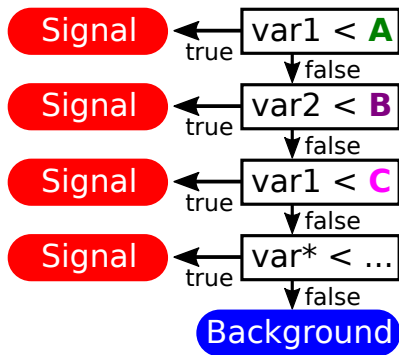 Signal var1 < A
true
false
Signal var2 < B
true
false
Signal var1 < C
true
false
Signal var* < ...
true
false
Background